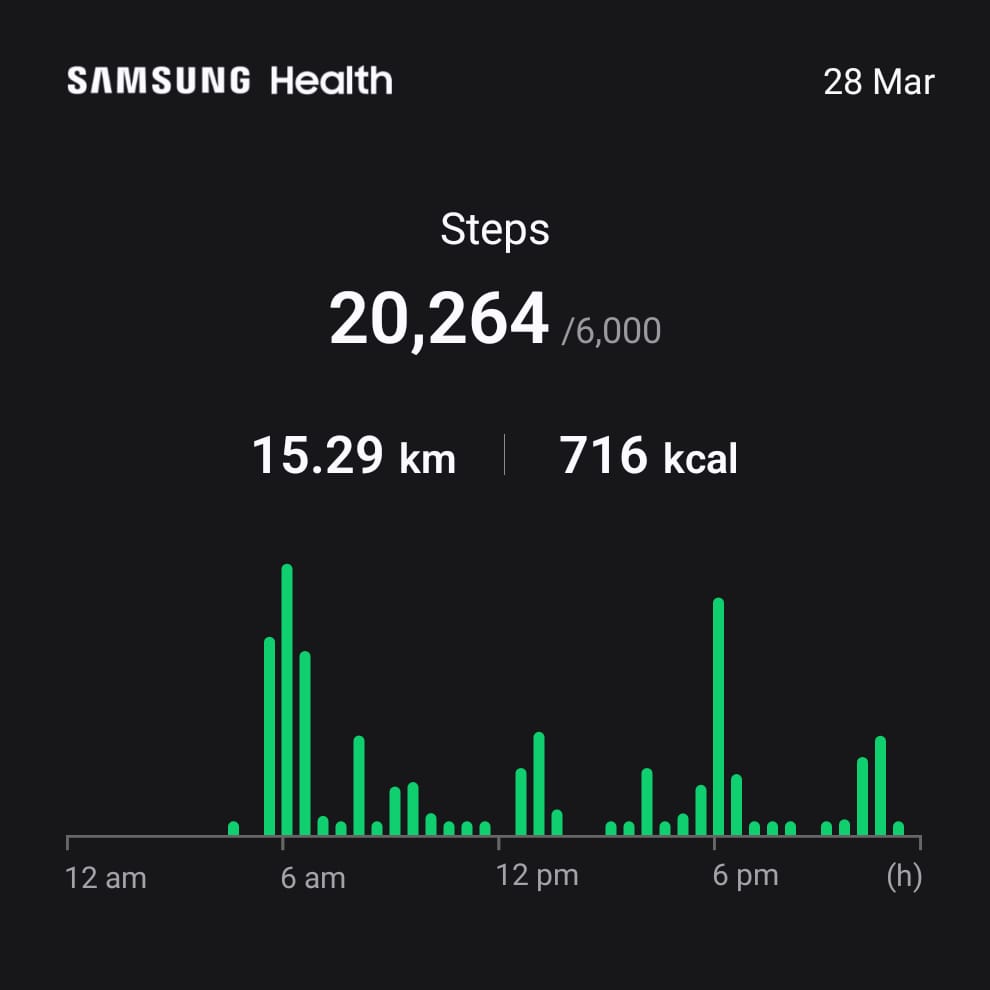 SAMSUNG Health
28 Mar
Steps
20,264 /6,000
15.29 km | 716 kcal
12 am 6 am 12 pm 6 pm (h)